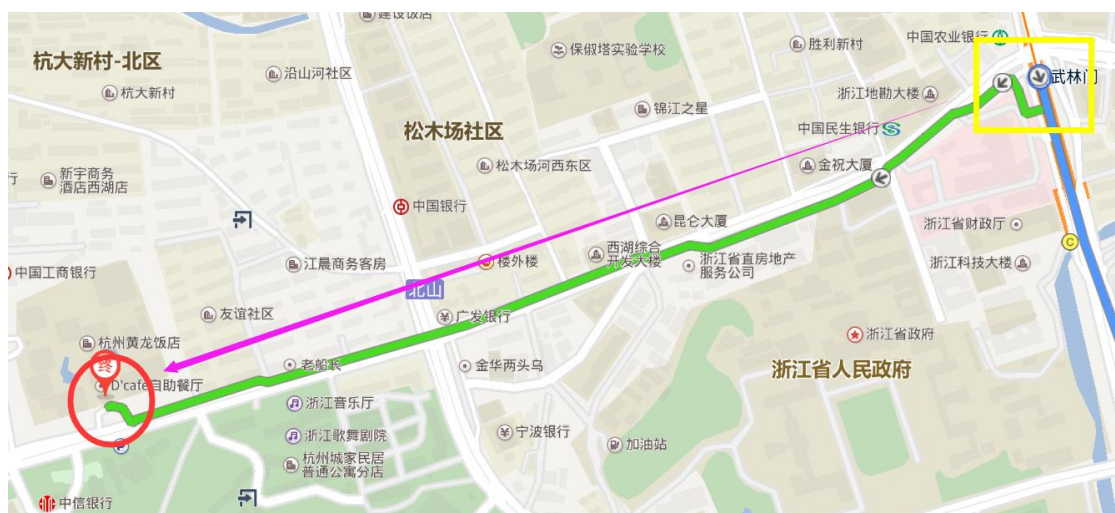 建设饭店
保俶塔实验学校
胜利新村
中国农业银行
杭大新村-北区
沿山河社区
杭大新村
武林门
浙江地勘大楼
锦江之星
松木场社区
中国民生银行
松木场河西东区
金祝大厦
新宇商务
酒店西湖店
行
中国银行
昆仑大厦
浙江省财政厅
C
西湖综合
开发大楼
浙江省直房地产
服务公司
浙江科技大楼
江晨商务客房
楼外楼
中国工商银行
北山
友谊社区
广发银行
浙江省政府
杭州黄龙饭店
终
老船长
金华两头乌
浙江省人民政府
D'cafe自助餐厅
浙江音乐厅
浙江歌舞剧院
宁波银行
加油站
P
杭州城家民居
普通公寓分店
中信银行